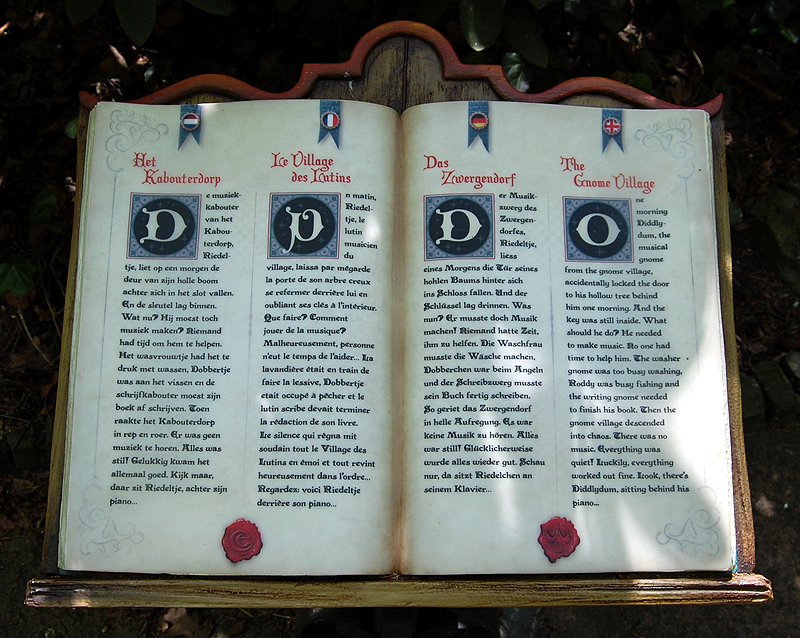 Het
Kabouterdorp
De muziek-
kabouter
van het
Kabou-
terdorp,
Riedel-
tje, liet op een morgen de
deur van zijn holle boom
achter zich in het slot vallen.
En de sleutel lag binnen.
Wat nu? Hij moest toch
muziek maken? Niemand
had tijd om hem te helpen.
Het wasvrouwtje had het te
druk met wassen, Dobbertje
was aan het vissen en de
schrijfkabouter moest zijn
boek af schrijven. Toen
raakte het Kabouterdorp
in rep en roer. Er was geen
muziek te horen. Alles was
stil! Gelukkig kwam het
allemaal goed. Kijk maar,
daar zit Riedeltje, achter zijn
piano...
Le Village
des Lutins
Un matin,
Riedel-
tje, le
lutin
musicien
du
village, laissa par mégarde
la porte de son arbre creux
se refermer derrière lui en
oubliant ses clés à l'intérieur.
Que faire? Comment
jouer de la musique?
Malheureusement, personne
n'eut le temps de l'aider... La
lavandière était en train de
faire la lessive, Dobbertje
était occupé à pêcher et le
lutin scribe devait terminer
la rédaction de son livre.
Le silence qui règna mit
soudain tout le Village des
Lutins en émoi et tout revint
heureusement dans l'ordre...
Regardez: voici Riedeltje
derrière son piano...
Das
Zwergendorf
Der Musik-
zwerg des
Zwergen-
dorfes,
Riedeltje,
liess
eines Morgens die Tür seines
hohlen Baums hinter sich
ins Schloss fallen. Und der
Schlüssel lag drinnen. Was
nun? Er musste doch Musik
machen! Niemand hatte Zeit,
ihm zu helfen. Die Waschfrau
musste die Wäsche machen,
Dobberchen war beim Angeln
und der Schreibzwerg musste
sein Buch fertig schreiben.
So geriet das Zwergendorf
in helle Aufregung. Es war
keine Musik zu hören. Alles
war still! Glücklicherweise
wurde alles wieder gut. Schau
nur, da sitzt Riedelchen an
seinem Klavier...
The
Gnome Village
One
morning
Diddly-
dum, the
musical
gnome
from the gnome village,
accidentally locked the door
to his hollow tree behind
him one morning. And the
key was still inside. What
should he do? He needed
to make music. No one had
time to help him. The washer
gnome was too busy washing,
Roddy was busy fishing and
the writing gnome needed
to finish his book. Then the
gnome village descended
into chaos. There was no
music. Everything was
quiet! Luckily, everything
worked out fine. Look, there's
Diddlydum, sitting behind his
piano...